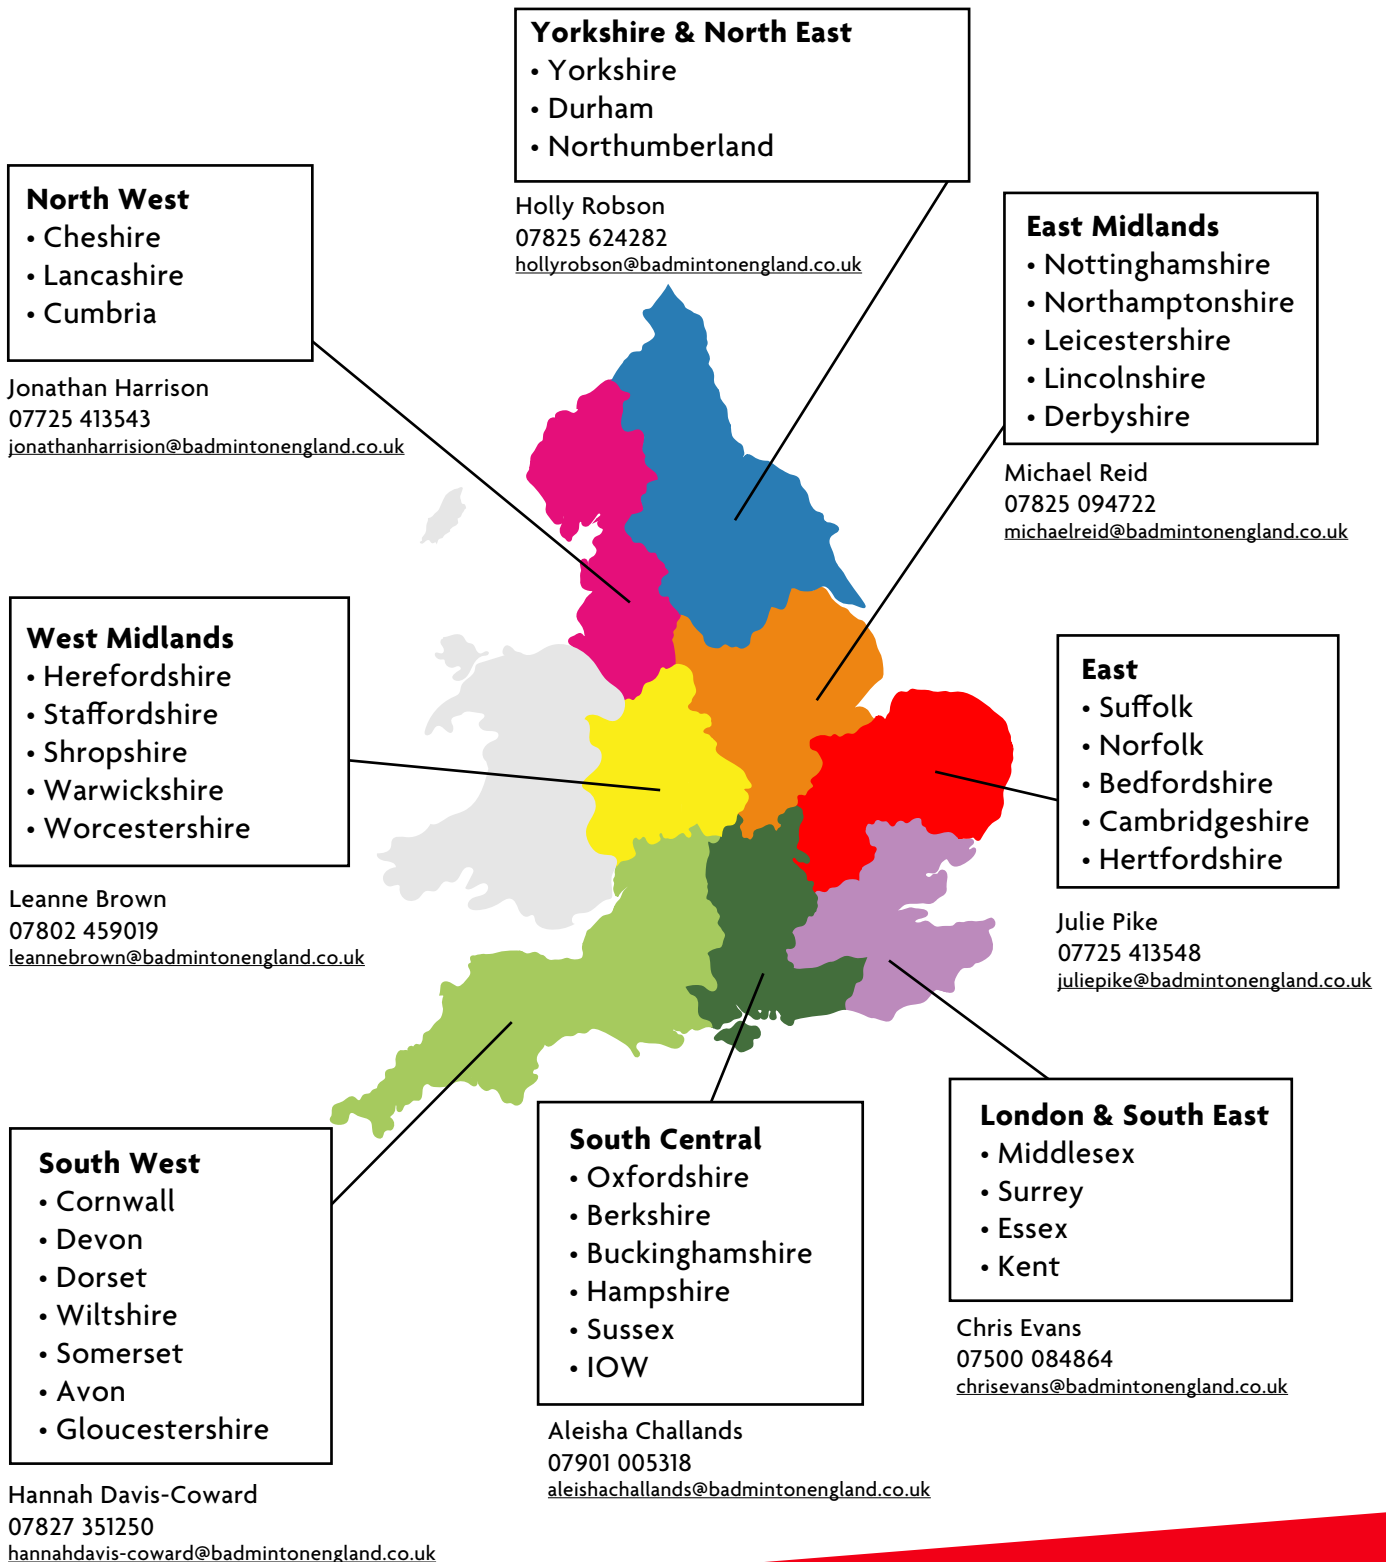 Yorkshire & North East
• Yorkshire
• Durham
• Northumberland
Holly Robson
07825 624282
hollyrobson@badmintonengland.co.uk
North West
• Cheshire
• Lancashire
• Cumbria
Jonathan Harrison
07725 413543
jonathanharrision@badmintonengland.co.uk
East Midlands
• Nottinghamshire
• Northamptonshire
• Leicestershire
• Lincolnshire
• Derbyshire
Michael Reid
07825 094722
michaelreid@badmintonengland.co.uk
West Midlands
• Herefordshire
• Staffordshire
• Shropshire
• Warwickshire
• Worcestershire
Leanne Brown
07802 459019
leannebrown@badmintonengland.co.uk
East
• Suffolk
• Norfolk
• Bedfordshire
• Cambridgeshire
• Hertfordshire
Julie Pike
07725 413548
juliepike@badmintonengland.co.uk
South West
• Cornwall
• Devon
• Dorset
• Wiltshire
• Somerset
• Avon
• Gloucestershire
Hannah Davis-Coward
07827 351250
hannahdavis-coward@badmintonengland.co.uk
South Central
• Oxfordshire
• Berkshire
• Buckinghamshire
• Hampshire
• Sussex
• IOW
Aleisha Challands
07901 005318
aleishachallands@badmintonengland.co.uk
London & South East
• Middlesex
• Surrey
• Essex
• Kent
Chris Evans
07500 084864
chrisevans@badmintonengland.co.uk